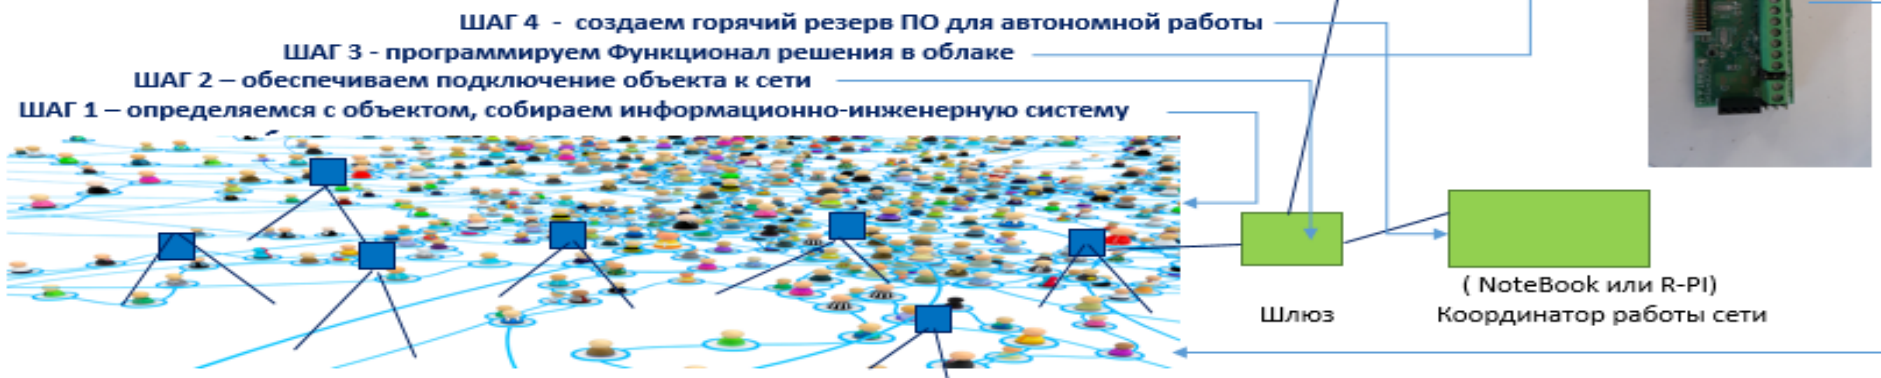 ШАГ 4 - создаем горячий резерв ПО для автономной работы
ШАГ 3 - программируем Функционал решения в облаке
ШАГ 2 – обеспечиваем подключение объекта к сети
ШАГ 1 – определяемся с объектом, собираем информационно-инженерную систему
( NoteBook или R-PI)
Шлюз
Координатор работы сети